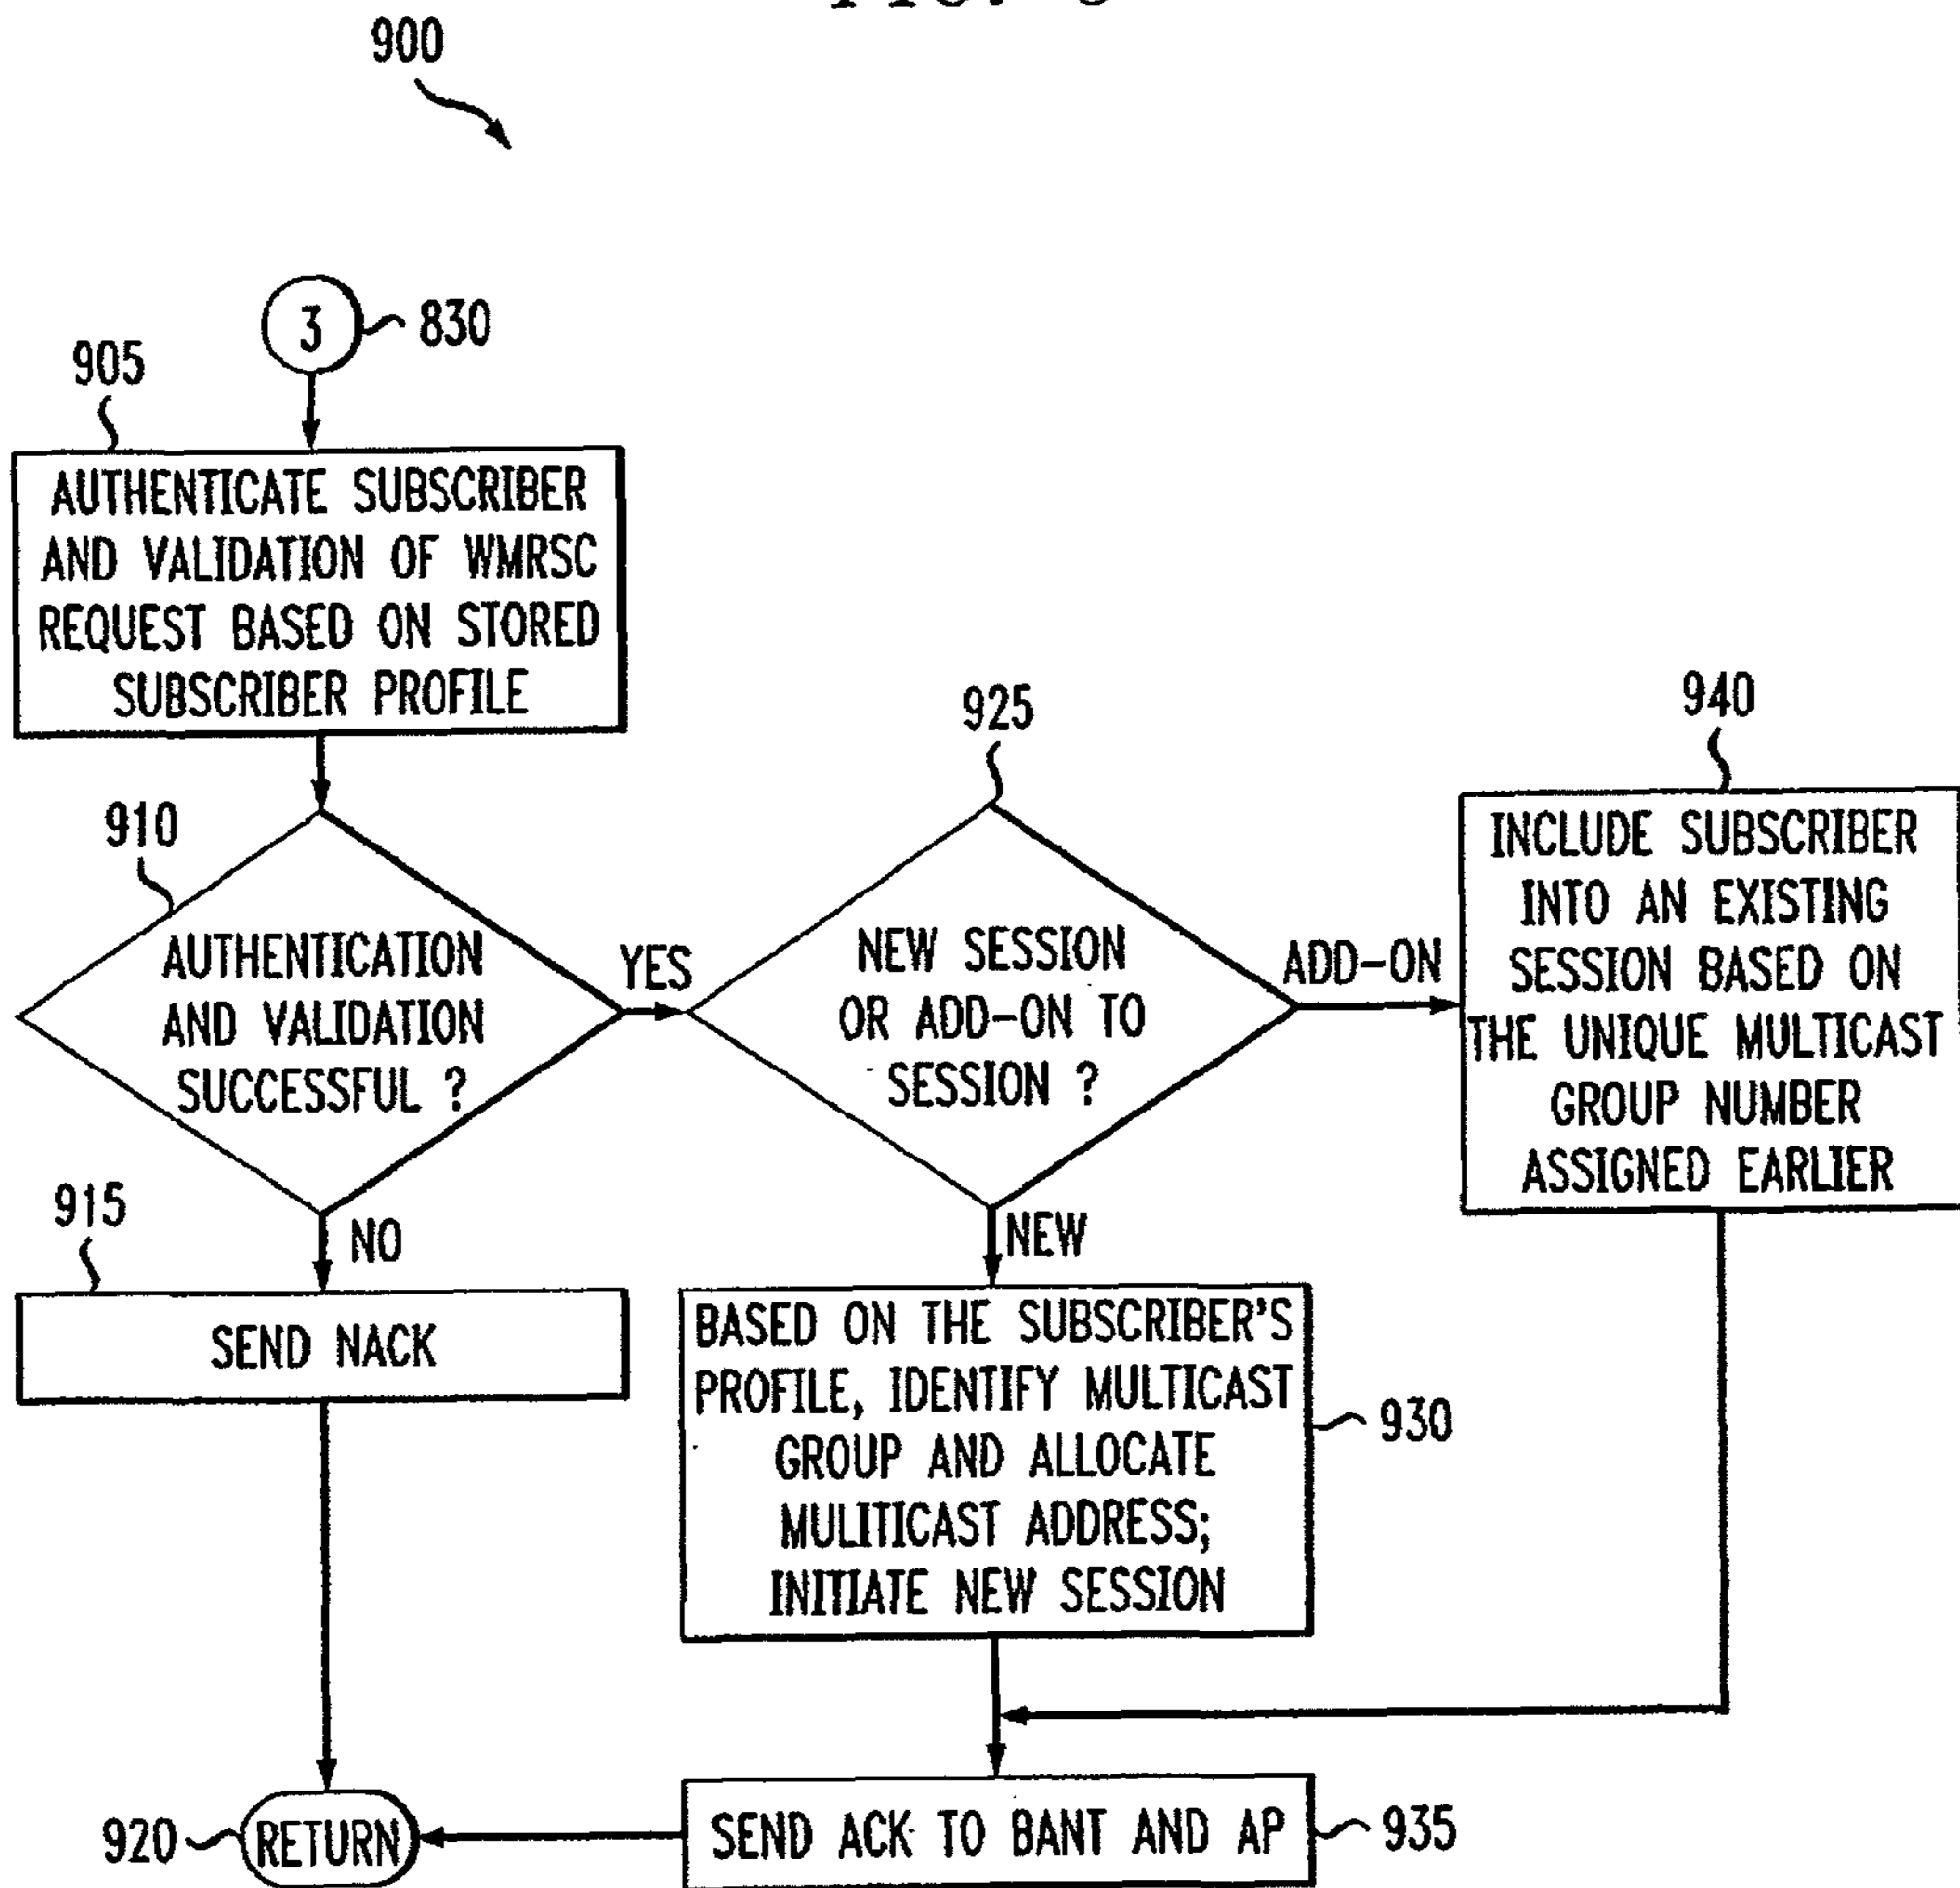 900
3
830
905
AUTHENTICATE SUBSCRIBER
AND VALIDATION OF WMRSC
REQUEST BASED ON STORED
SUBSCRIBER PROFILE
910
AUTHENTICATION
AND VALIDATION
SUCCESSFUL ?
YES
NO
925
NEW SESSION
OR ADD-ON TO
SESSION ?
ADD-ON
NEW
940
INCLUDE SUBSCRIBER
INTO AN EXISTING
SESSION BASED ON
THE UNIQUE MULTICAST
GROUP NUMBER
ASSIGNED EARLIER
915
SEND NACK
BASED ON THE SUBSCRIBER'S
PROFILE, IDENTIFY MULTICAST
GROUP AND ALLOCATE
MULITICAST ADDRESS;
INITIATE NEW SESSION
930
920
RETURN
SEND ACK TO BANT AND AP
935